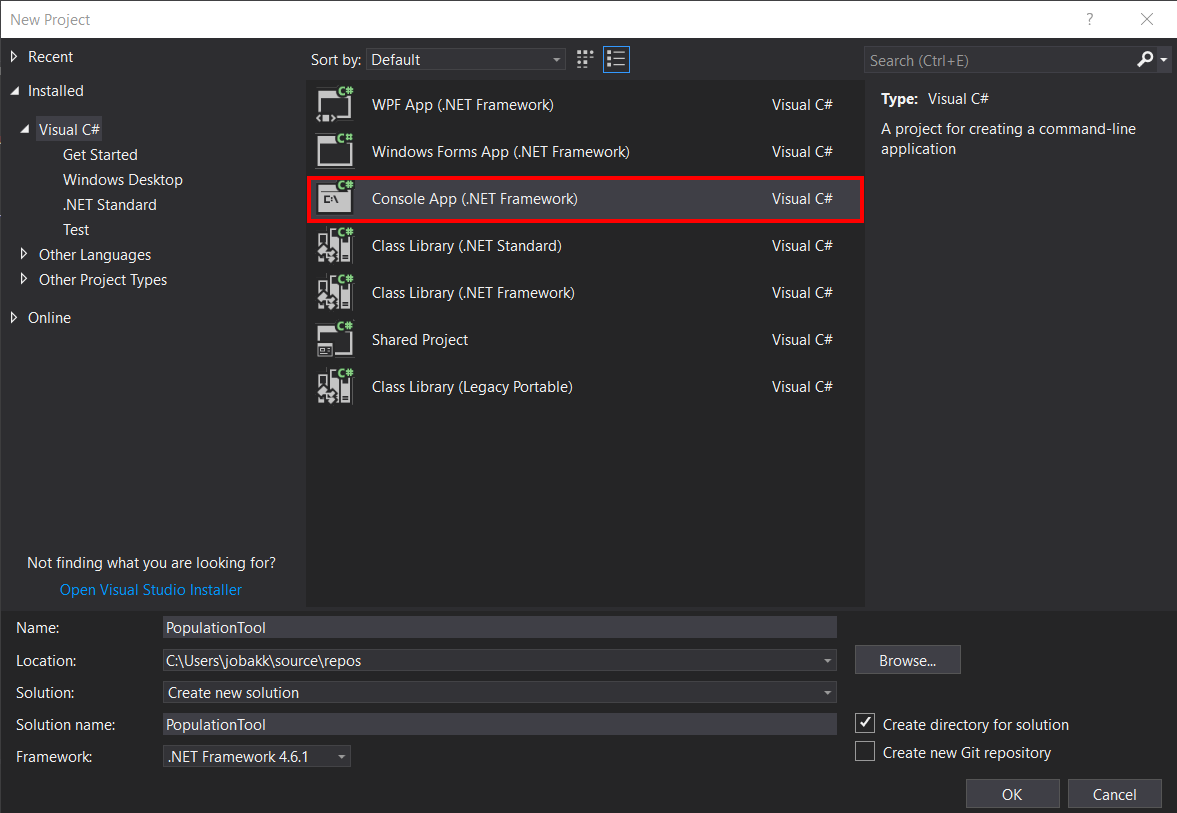 New Project
?
Recent
Installed
Visual C#
Get Started
Windows Desktop
.NET Standard
Test
Other Languages
Other Project Types
Online
Not finding what you are looking for?
Open Visual Studio Installer
Sort by: Default
C# WPF App (.NET Framework) Visual C#
C# Windows Forms App (.NET Framework) Visual C#
C# C:\ Console App (.NET Framework) Visual C#
C# Class Library (.NET Standard) Visual C#
C# Class Library (.NET Framework) Visual C#
C# Shared Project Visual C#
C# Class Library (Legacy Portable) Visual C#
Search (Ctrl+E)
Type: Visual C#
A project for creating a command-line
application
Name: PopulationTool
Location: C:\Users\jobakk\source\repos Browse...
Solution: Create new solution
Solution name: PopulationTool
Create directory for solution
Framework: .NET Framework 4.6.1
Create new Git repository
OK Cancel